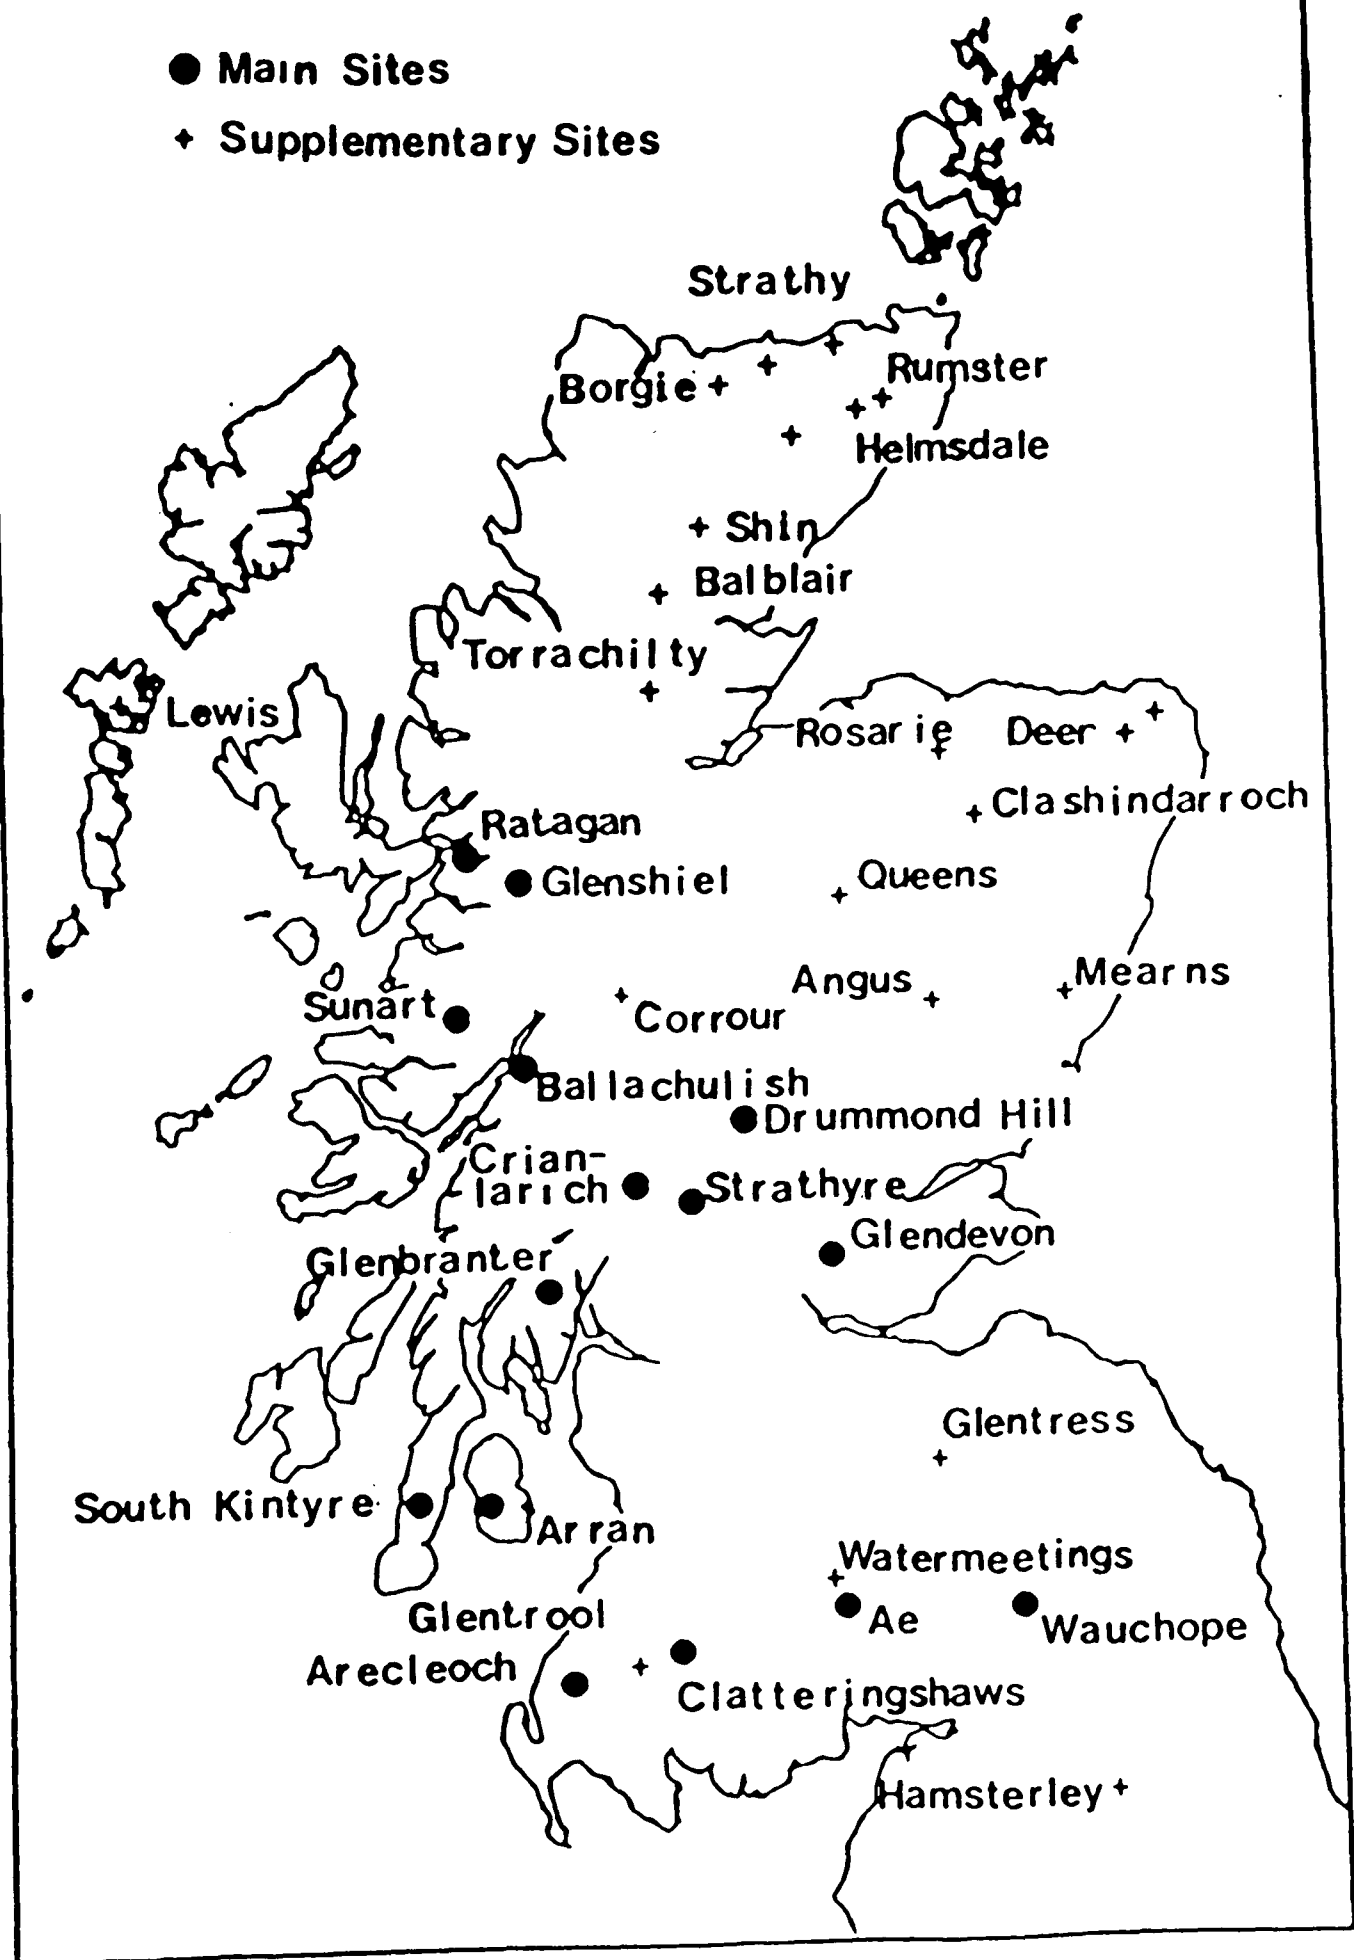 Main Sites
Supplementary Sites
Strathy
Rumster
Borgie
Helmsdale
Shin
Balblair
Torrachilty
Lewis
Rosarie
Deer
Clashindarroch
Ratagan
Glenshiel
Queens
Angus
Mearns
Sunart
Corrour
Ballachulish
Drummond Hill
Crian-
larich
Strathyre
Glendevon
Glenbranter
Glentress
South Kintyre
Arran
Watermeetings
Glentrool
Ae
Wauchope
Arecleoch
Clatteringshaws
Hamsterley